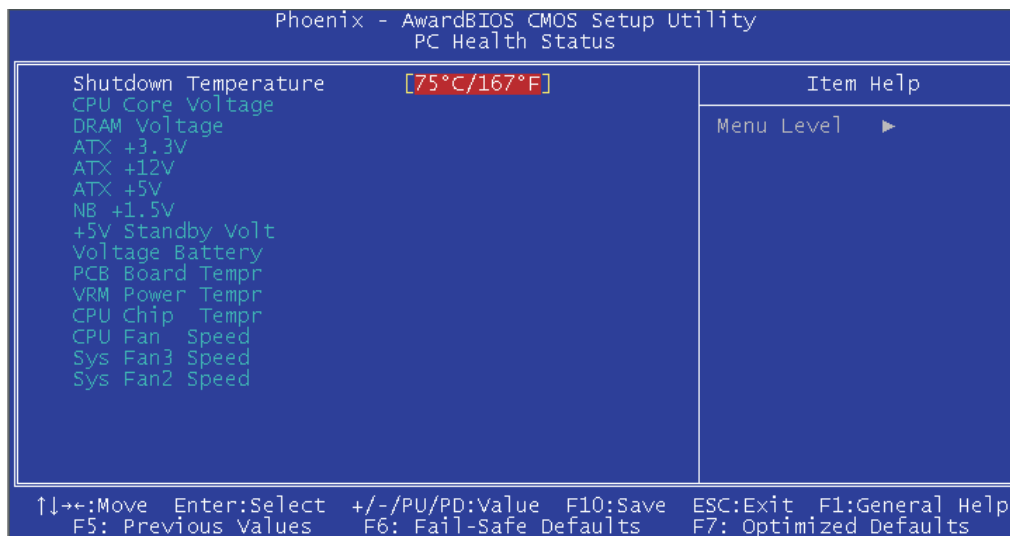 Phoenix - AwardBIOS CMOS Setup Utility
PC Health Status
Shutdown Temperature [75°C/167°F]
CPU Core Voltage
DRAM Voltage
ATX +3.3V
ATX +12V
ATX +5V
NB +1.5V
+5V Standby Volt
Voltage Battery
PCB Board Tempr
VRM Power Tempr
CPU Chip Tempr
CPU Fan Speed
Sys Fan3 Speed
Sys Fan2 Speed
Item Help
Menu Level ►
↑↓→←:Move Enter:Select +/-/PU/PD:Value F10:Save ESC:Exit F1:General Help
F5: Previous Values F6: Fail-Safe Defaults F7: Optimized Defaults